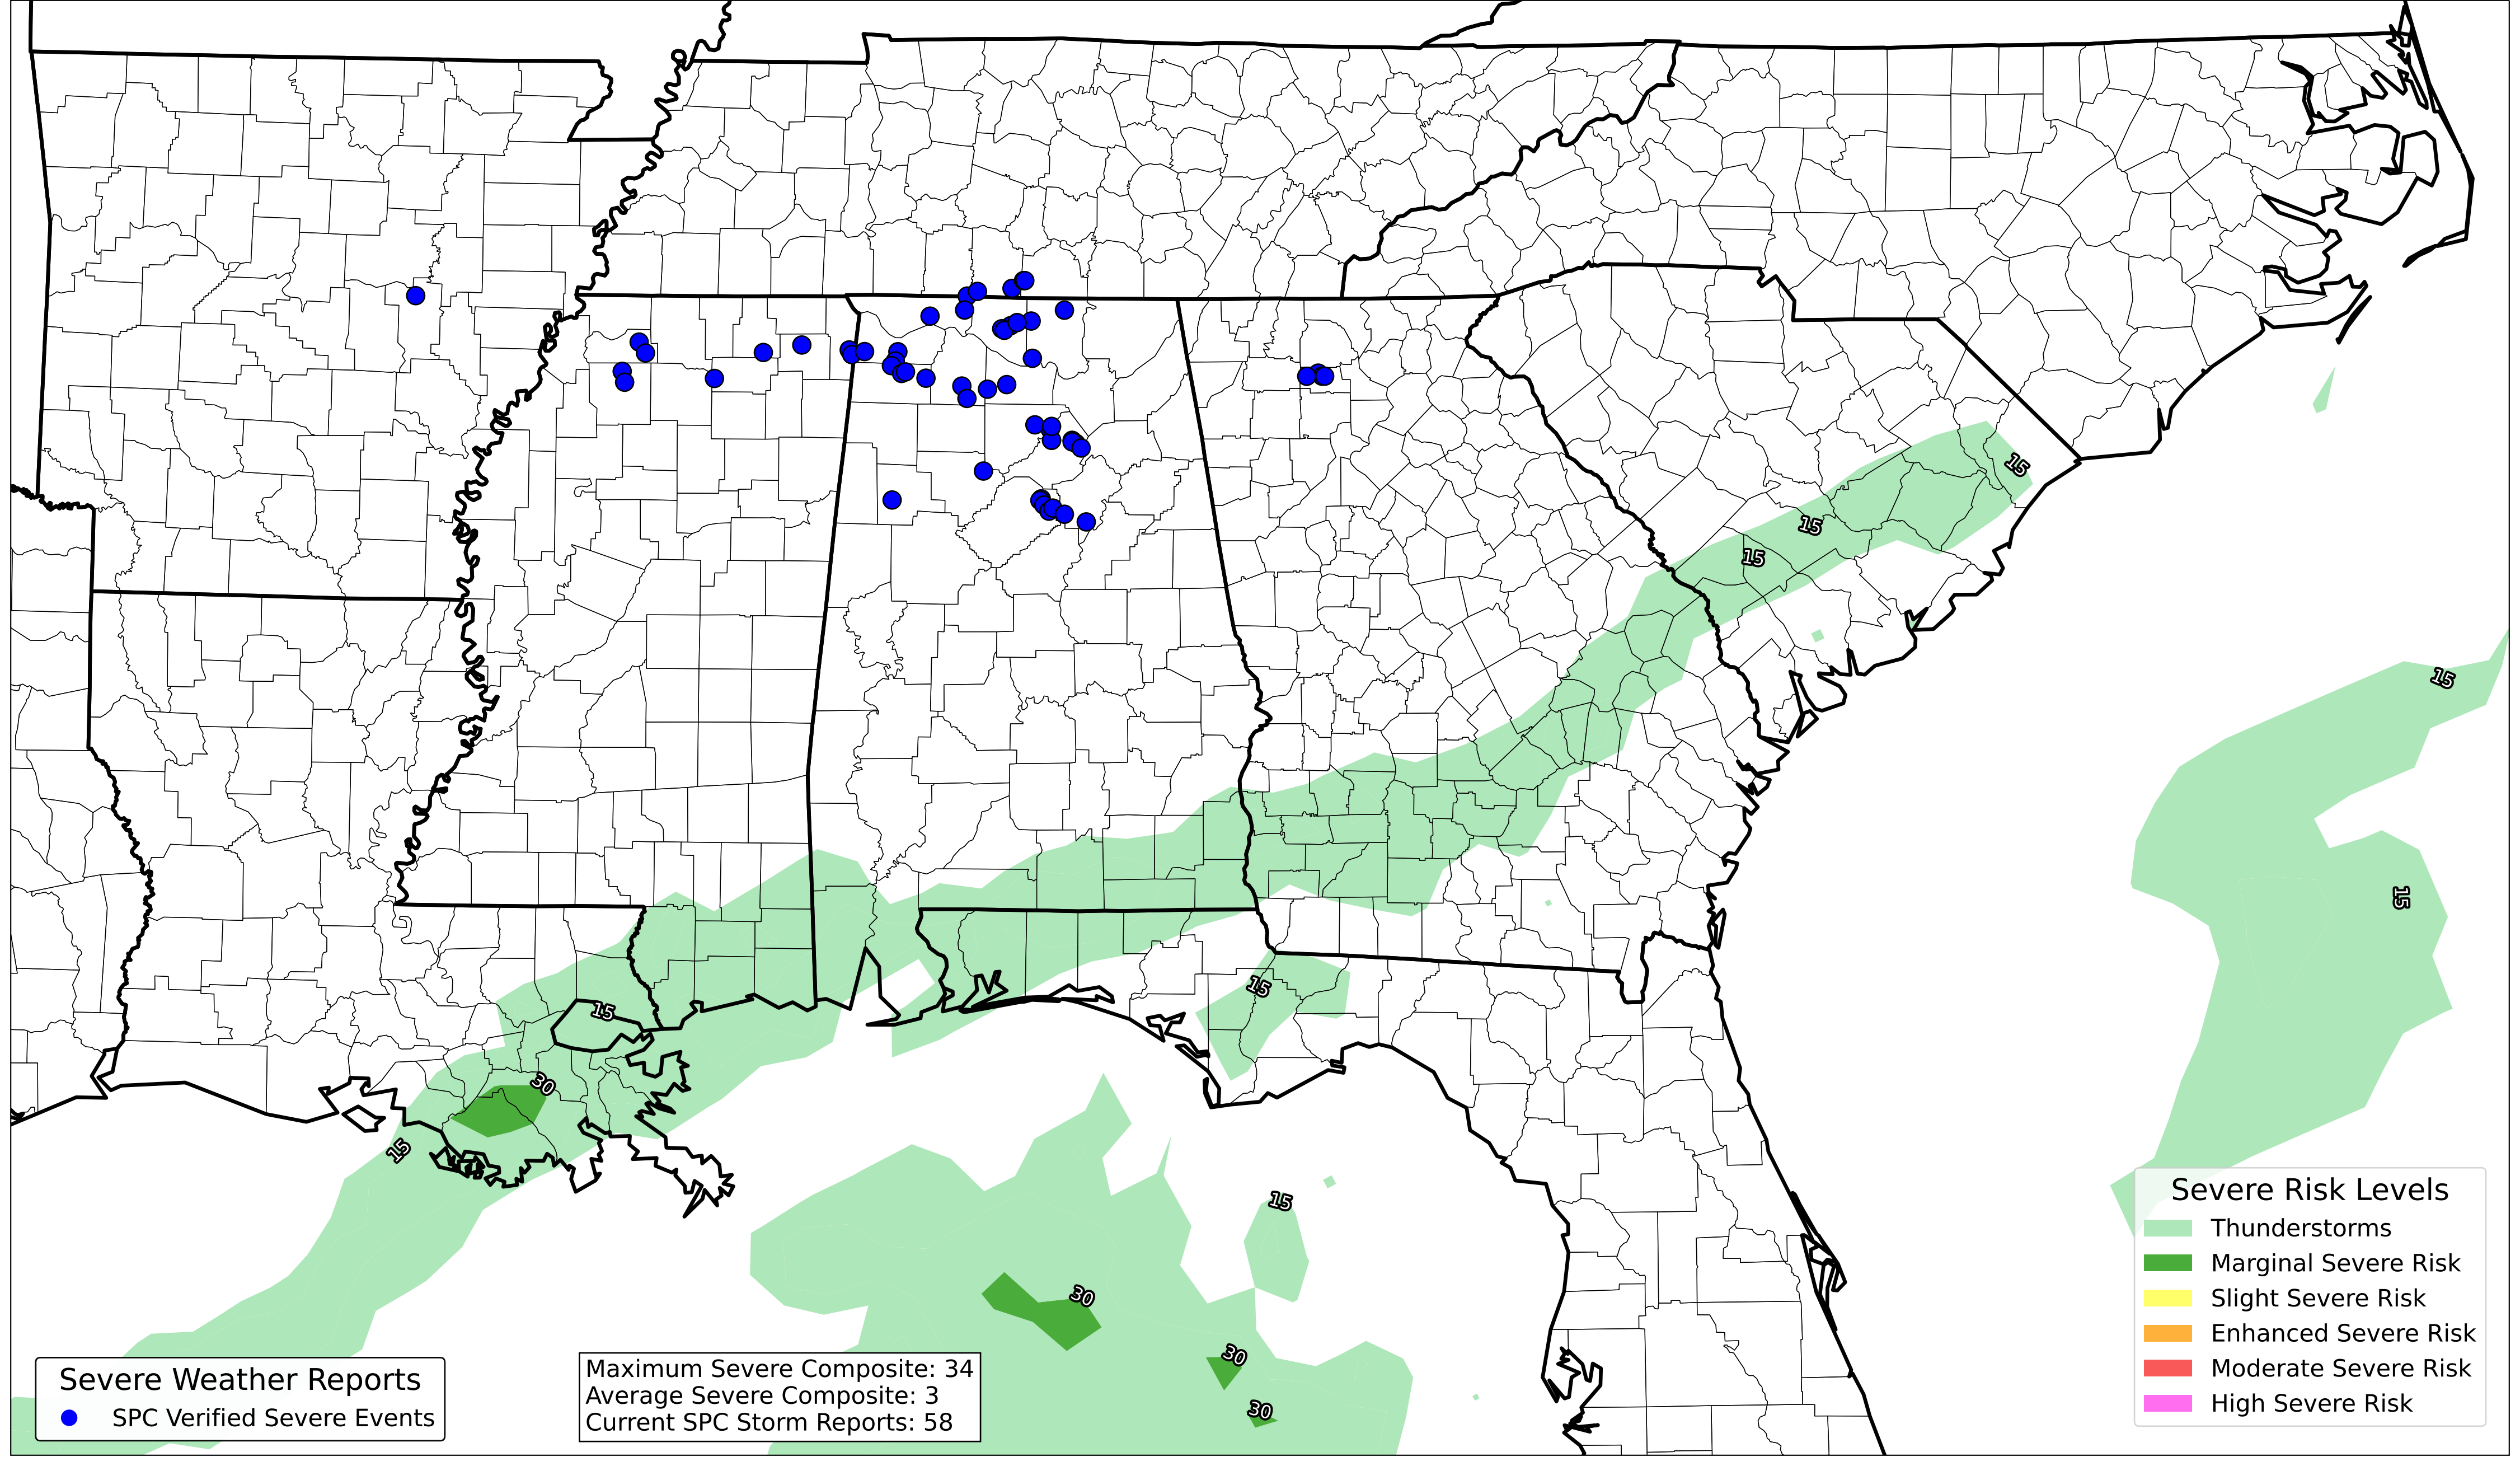 15
15
15
15
15
15
15
30
15
15
30
30
30
Severe Weather Reports
SPC Verified Severe Events
Maximum Severe Composite: 34
Average Severe Composite: 3
Current SPC Storm Reports: 58
Severe Risk Levels
Thunderstorms
Marginal Severe Risk
Slight Severe Risk
Enhanced Severe Risk
Moderate Severe Risk
High Severe Risk